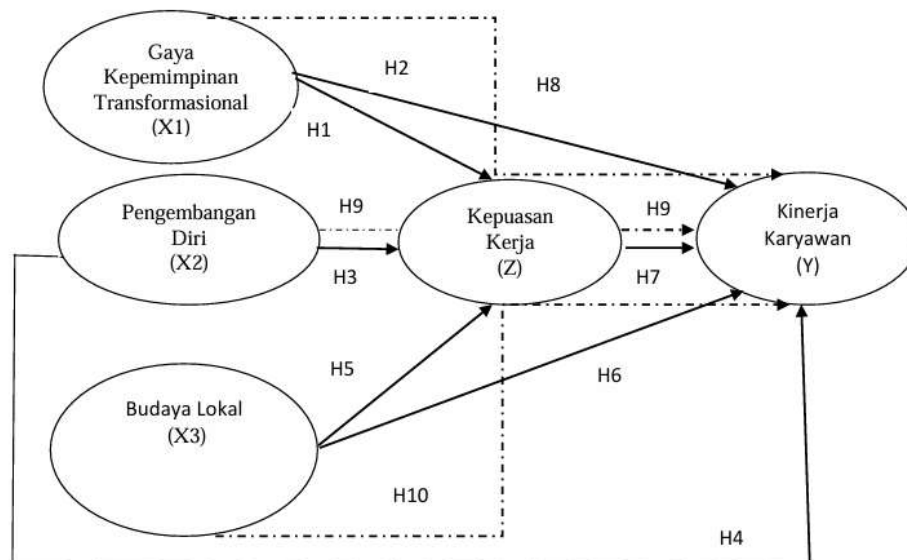 Gaya
Kepemimpinan
Transformasional
(X1)
H2
H8
H1
Pengembangan
Diri
(X2)
H9
H3
Kepuasan
Kerja
(Z)
H9
H7
Kinerja
Karyawan
(Y)
Budaya Lokal
(X3)
H5
H6
H10
H4